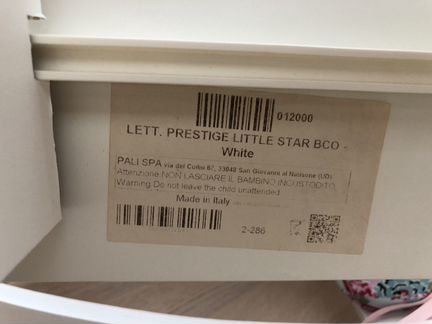 012000
LETT. PRESTIGE LITTLE STAR BCO -
White
PALI SPA via del Collio 67, 33048 San Giovanni al Natisone (UD)
Attenzione:NON LASCIARE IL BAMBINO INCUSTODITO
Warning:Do not leave the child unattended
Made in Italy
2-286